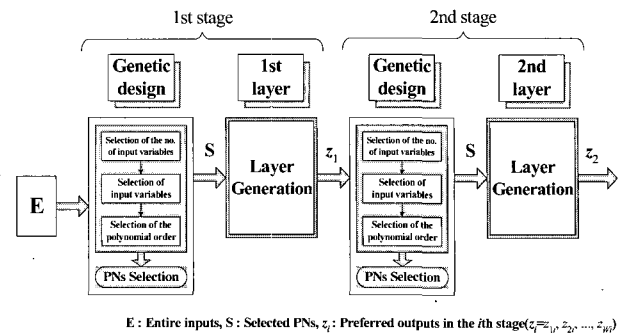 1st stage
2nd stage
Genetic
design
1st
layer
Genetic
design
2nd
layer
E
Selection of the no.
of input variables
Selection of
input variables
Selection of the
polynomial order
PNs Selection
S
Layer
Generation
z1
Selection of the no.
of input variables
Selection of
input variables
Selection of the
polynomial order
PNs Selection
S
Layer
Generation
z2
E : Entire inputs, S : Selected PNs, zi : Preferred outputs in the ith stage(zi=z1i, z2i, ..., zWi)